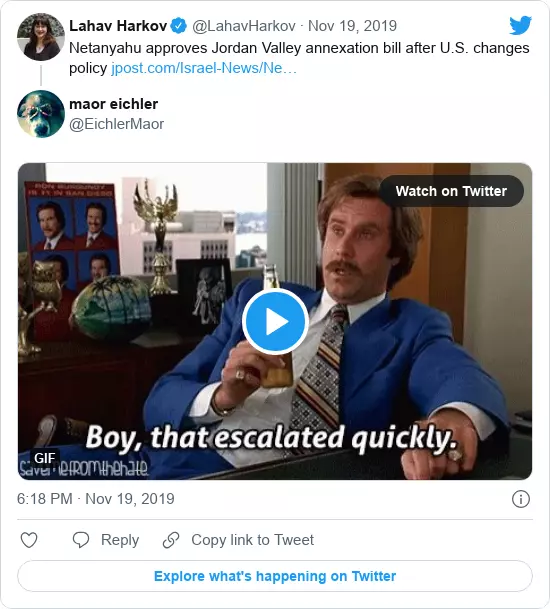 Lahav Harkov @LahavHarkov · Nov 19, 2019
Netanyahu approves Jordan Valley annexation bill after U.S. changes
policy jpost.com/Israel-News/Ne…
maor eichler
@EichlerMaor
Watch on Twitter
RON BURGUNDY
IS #1 IN SAN DIEGO
Boy, that escalated quickly.
GIF
savemefromthehate
6:18 PM · Nov 19, 2019
Reply Copy link to Tweet
Explore what's happening on Twitter